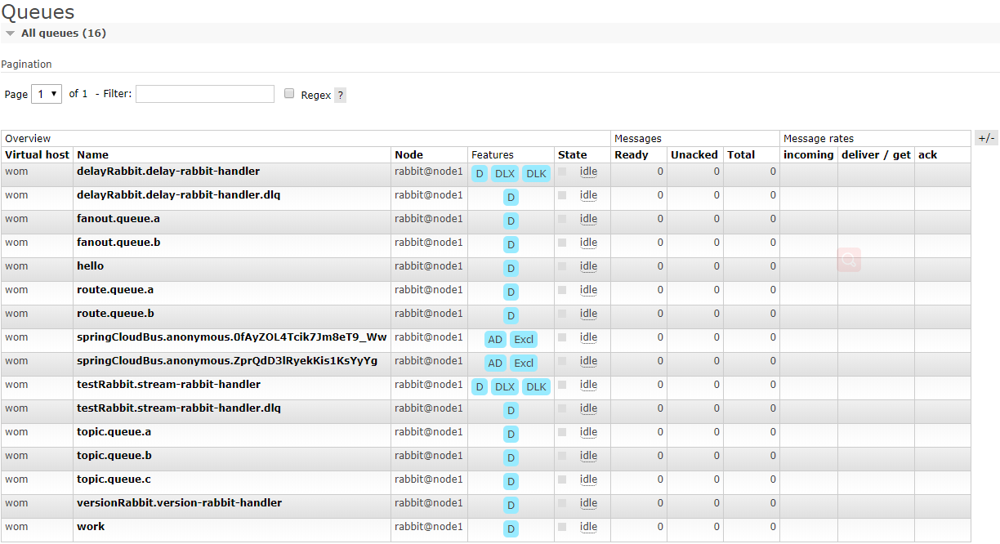 Queues
All queues (16)
Pagination
Page 1 of 1 - Filter: Regex ?
Overview Messages Message rates +/-
Virtual host Name Node Features State Ready Unacked Total incoming deliver / get ack
wom delayRabbit.delay-rabbit-handler rabbit@node1 D DLX DLK idle 0 0 0
wom delayRabbit.delay-rabbit-handler.dlq rabbit@node1 D idle 0 0 0
wom fanout.queue.a rabbit@node1 D idle 0 0 0
wom fanout.queue.b rabbit@node1 D idle 0 0 0
wom hello rabbit@node1 D idle 0 0 0
wom route.queue.a rabbit@node1 D idle 0 0 0
wom route.queue.b rabbit@node1 D idle 0 0 0
wom springCloudBus.anonymous.0fAyZOL4Tcik7Jm8eT9_Ww rabbit@node1 AD Excl idle 0 0 0
wom springCloudBus.anonymous.ZprQdD3lRyekKis1KsYyYg rabbit@node1 AD Excl idle 0 0 0
wom testRabbit.stream-rabbit-handler rabbit@node1 D DLX DLK idle 0 0 0
wom testRabbit.stream-rabbit-handler.dlq rabbit@node1 D idle 0 0 0
wom topic.queue.a rabbit@node1 D idle 0 0 0
wom topic.queue.b rabbit@node1 D idle 0 0 0
wom topic.queue.c rabbit@node1 D idle 0 0 0
wom versionRabbit.version-rabbit-handler rabbit@node1 D idle 0 0 0
wom work rabbit@node1 D idle 0 0 0